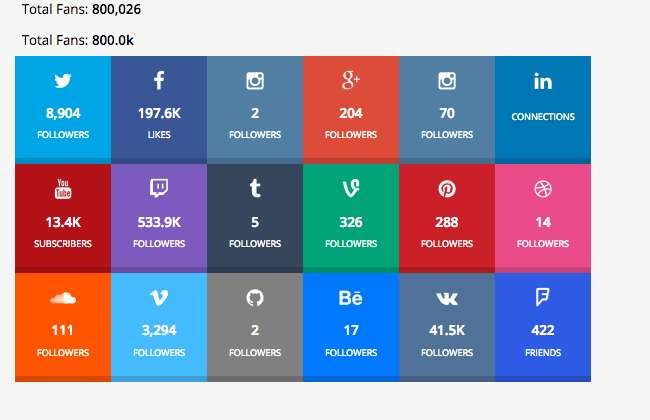 Total Fans: 800,026
Total Fans: 800.0k
8,904 197.6K 2 204 70
FOLLOWERS LIKES FOLLOWERS FOLLOWERS FOLLOWERS CONNECTIONS
You
Tube
13.4K 533.9K 5 326 288 14
SUBSCRIBERS FOLLOWERS FOLLOWERS FOLLOWERS FOLLOWERS FOLLOWERS
111 3,294 2 17 41.5K 422
FOLLOWERS FOLLOWERS FOLLOWERS FOLLOWERS FOLLOWERS FRIENDS